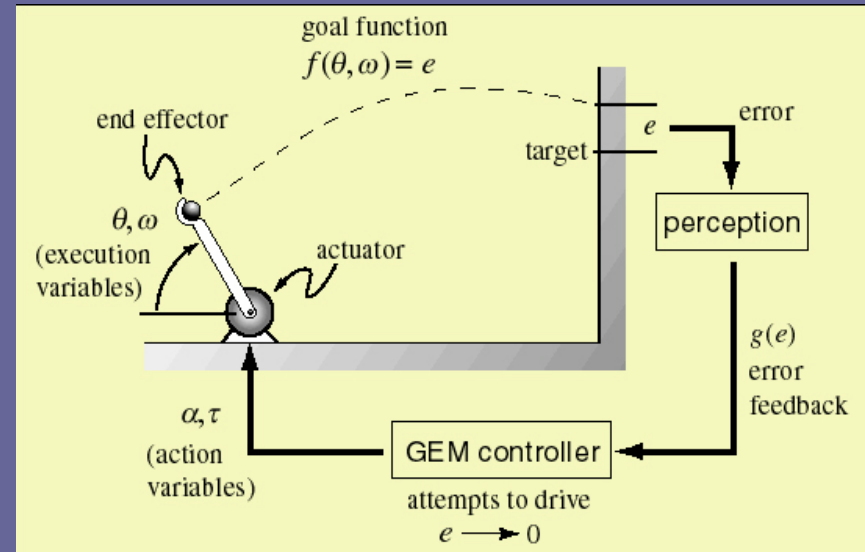 goal function
f(θ, ω) = e
end effector
error
e
target
θ, ω
(execution
variables)
actuator
perception
g(e)
error
feedback
α, τ
(action
variables)
GEM controller
attempts to drive
e → 0